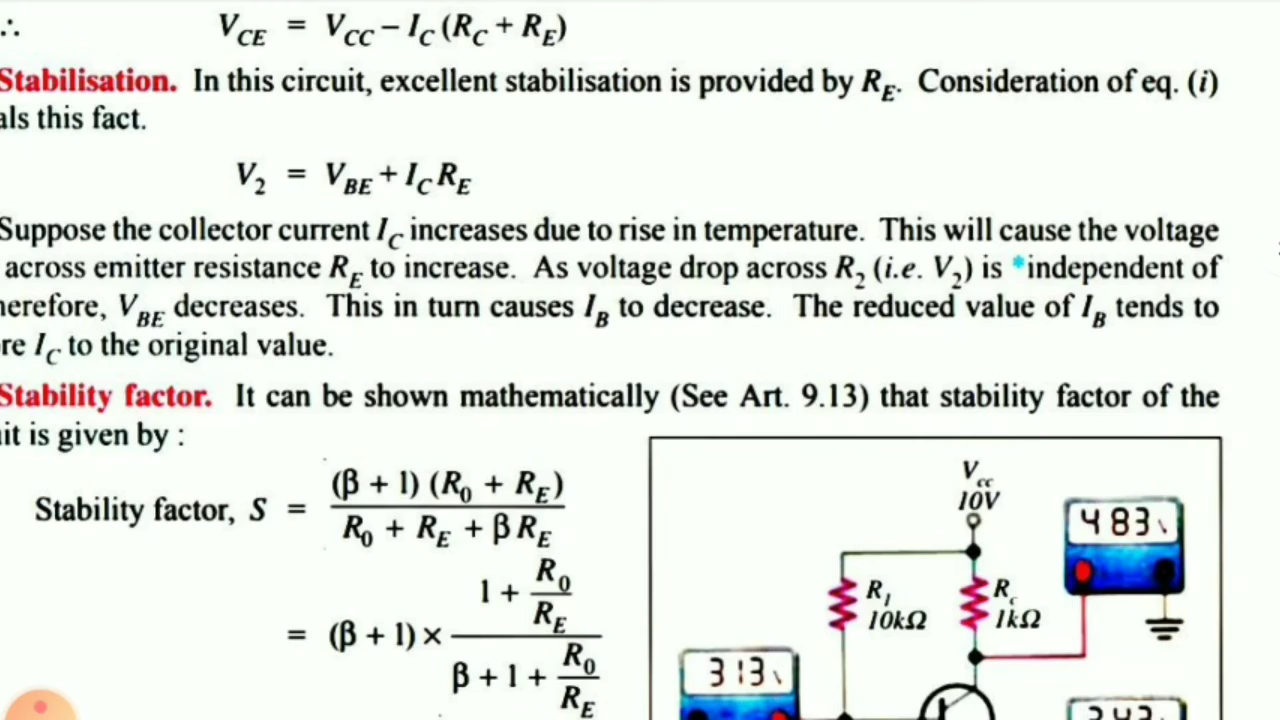 ∴ V_CE = V_CC – I_C (R_C + R_E)
Stabilisation. In this circuit, excellent stabilisation is provided by R_E. Consideration of eq. (i)
als this fact.
V_2 = V_BE + I_C R_E
Suppose the collector current I_C increases due to rise in temperature. This will cause the voltage
across emitter resistance R_E to increase. As voltage drop across R_2 (i.e. V_2) is *independent of
herefore, V_BE decreases. This in turn causes I_B to decrease. The reduced value of I_B tends to
re I_C to the original value.
Stability factor. It can be shown mathematically (See Art. 9.13) that stability factor of the
it is given by :
Stability factor, S = (β + 1) (R_0 + R_E) / R_0 + R_E + β R_E
= (β + 1) × 1 + R_0/R_E / β + 1 + R_0/R_E
V_cc
10V
483
R_1
10kΩ
R_c
1kΩ
313